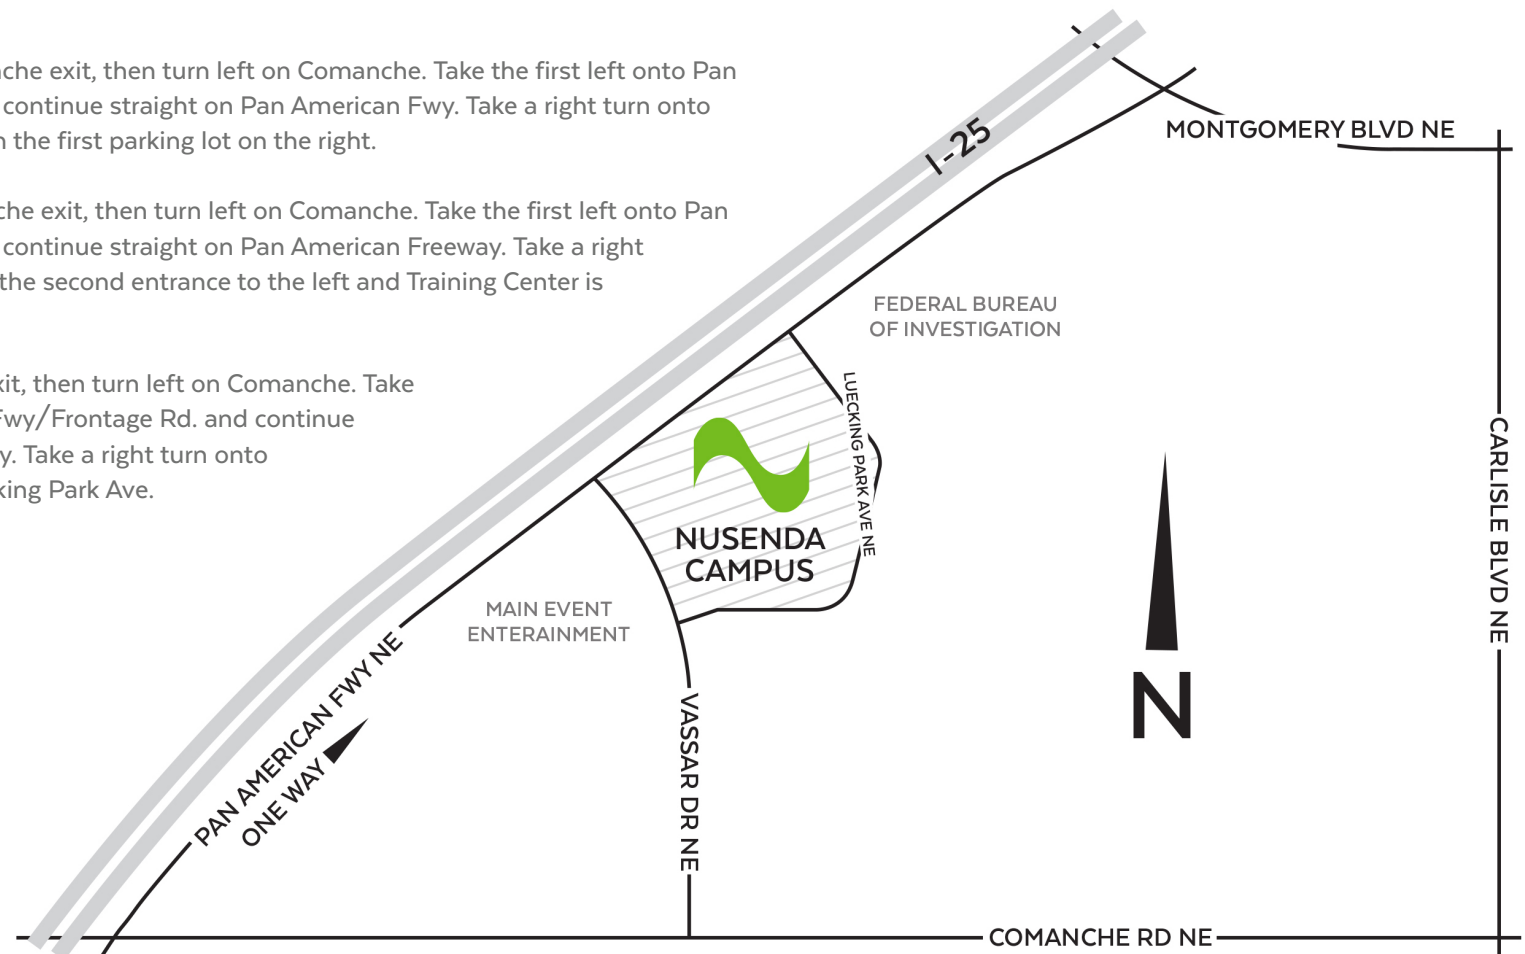 che exit, then turn left on Comanche. Take the first left onto Pan
continue straight on Pan American Fwy. Take a right turn onto
the first parking lot on the right.
che exit, then turn left on Comanche. Take the first left onto Pan
continue straight on Pan American Freeway. Take a right
the second entrance to the left and Training Center is
xit, then turn left on Comanche. Take
Fwy/Frontage Rd. and continue
y. Take a right turn onto
king Park Ave.
I-25
MONTGOMERY BLVD NE
FEDERAL BUREAU
OF INVESTIGATION
LUECKING PARK AVE NE
CARLISLE BLVD NE
NUSENDA
CAMPUS
MAIN EVENT
ENTERAINMENT
PAN AMERICAN FWY NE
ONE WAY
VASSAR DR NE
N
COMANCHE RD NE